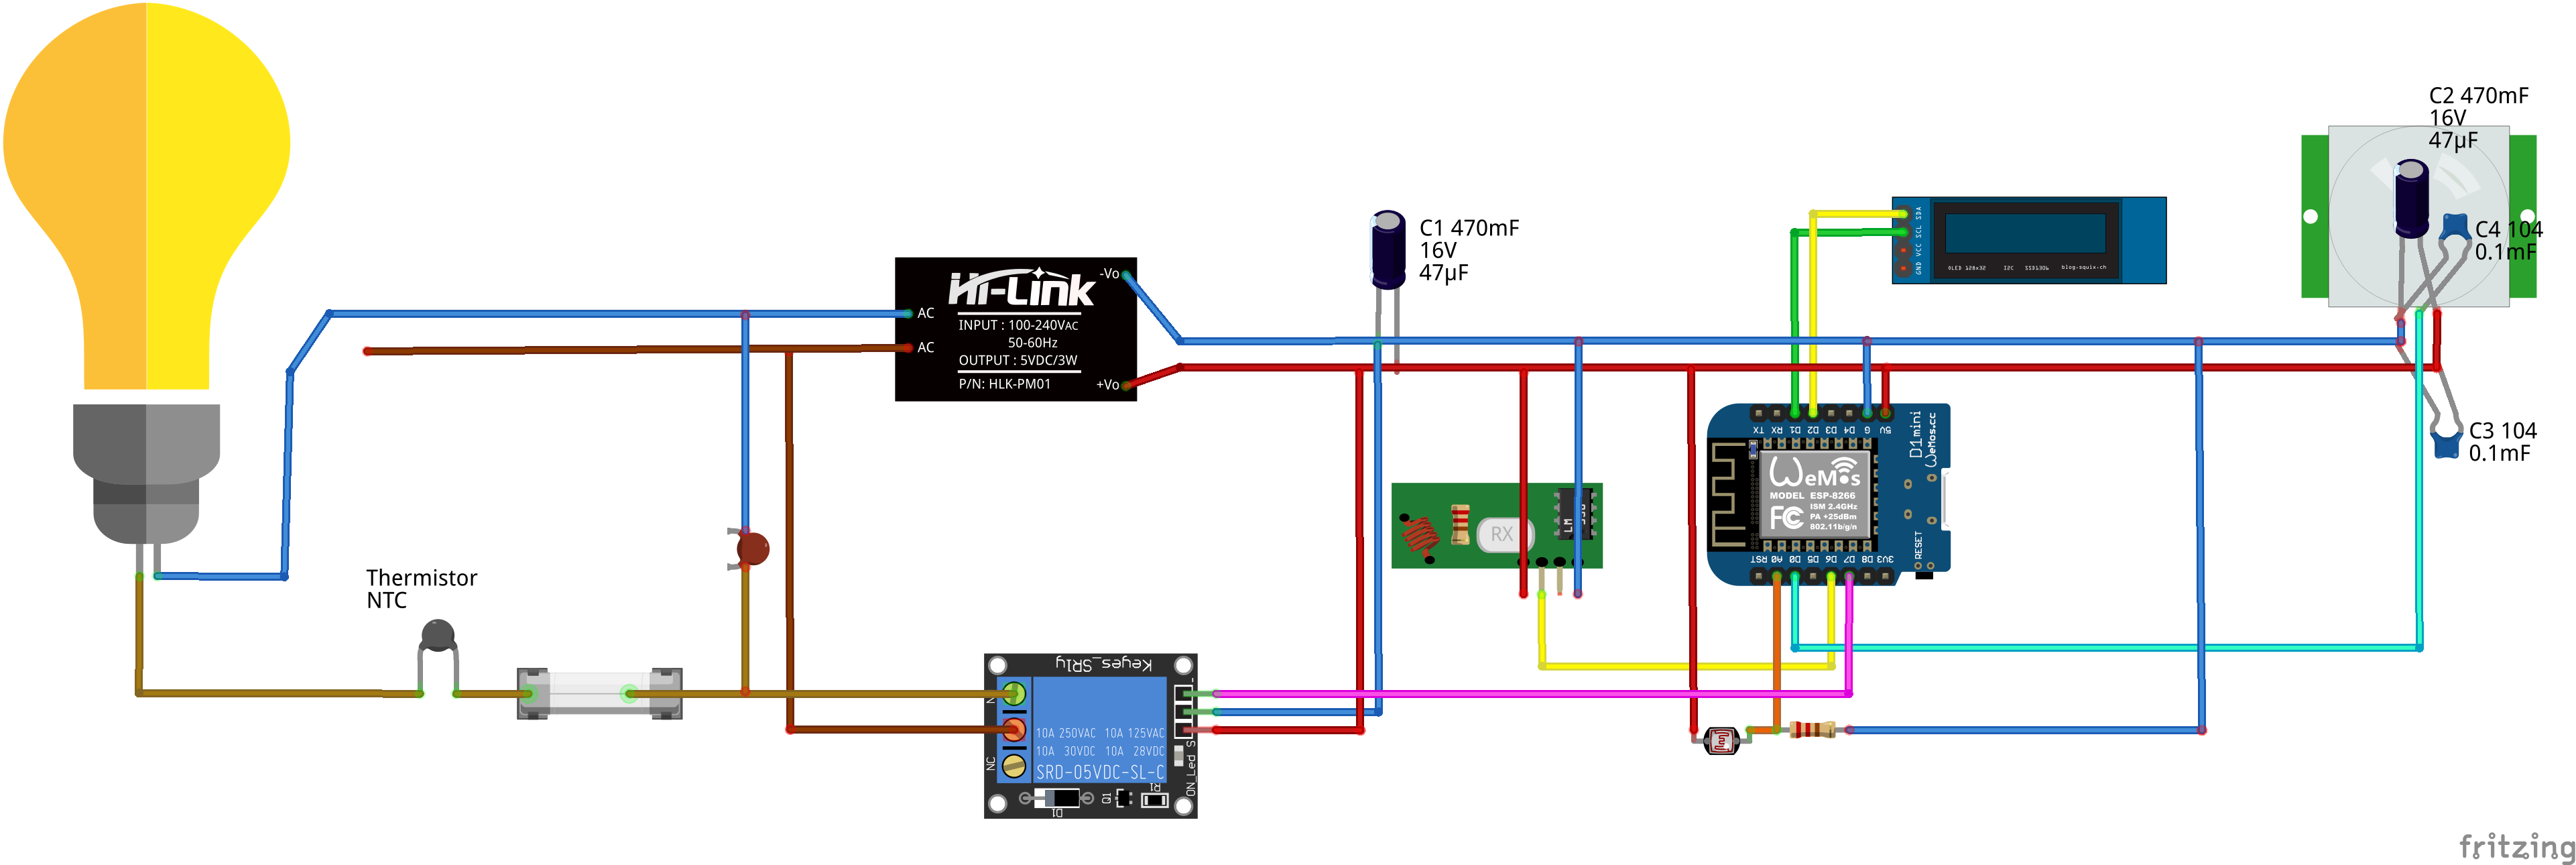 C2 470mF
16V
47µF
C4 104
0.1mF
C3 104
0.1mF
C1 470mF
16V
47µF
Hi-Link
INPUT : 100-240VAC
50-60Hz
OUTPUT : 5VDC/3W
P/N: HLK-PM01
AC
AC
-Vo
+Vo
SDA
SCL
VCC
GND
OLED 128x32 I2C SSD1306 blog.squix.ch
TX RX D1 D2 D3 D4 G 5V
D1 mini
WeMos.cc
WeMos
MODEL ESP-8266
ISM 2.4GHz
PA +25dBm
802.11b/g/n
FC
RST A0 D0 D5 D6 D7 D8 3V3
RESET
RX
LM
Thermistor
NTC
Keyes_SR1y
NC
10A 250VAC 10A 125VAC
10A 30VDC 10A 28VDC
SRD-05VDC-SL-C
S
-
ON_Led
D1
Q1
R1
fritzing